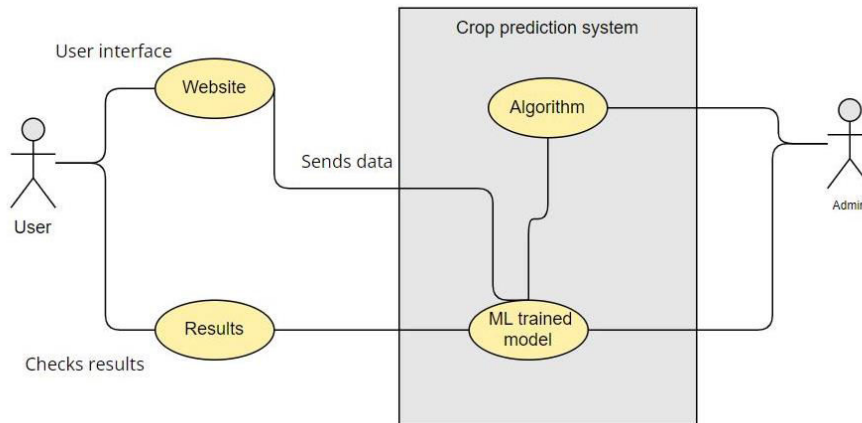 Crop prediction system
User interface
Website
Algorithm
Sends data
User
Admin
Results
ML trained
model
Checks results